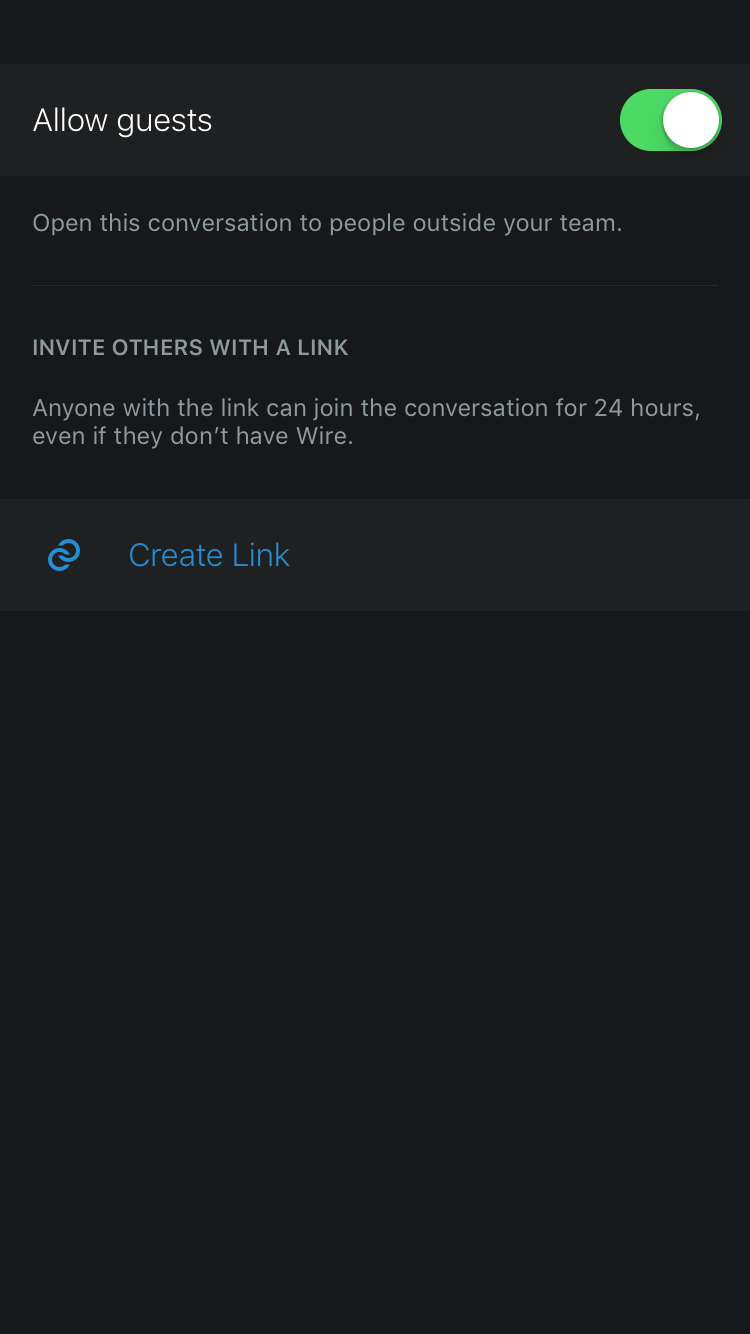 Allow guests
Open this conversation to people outside your team.
INVITE OTHERS WITH A LINK
Anyone with the link can join the conversation for 24 hours,
even if they don’t have Wire.
Create Link